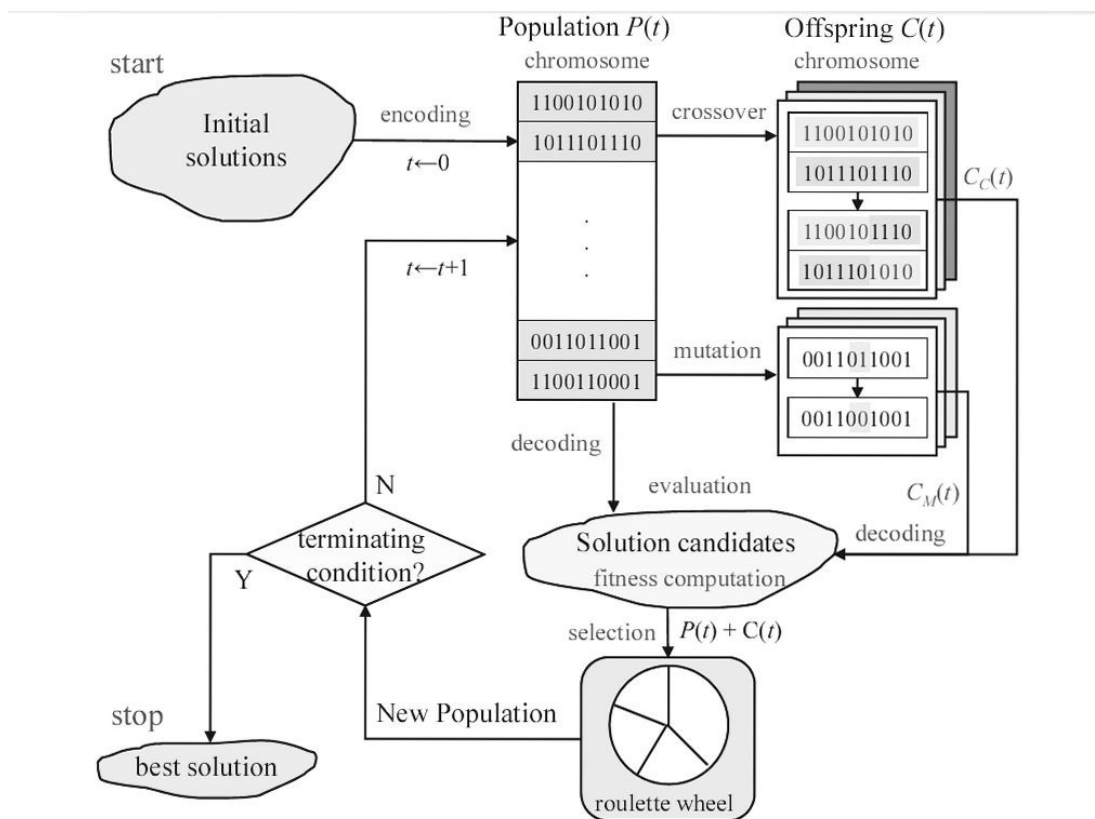 Population P(t)
Offspring C(t)
start
chromosome
chromosome
Initial
solutions
encoding
t←0
1100101010
1011101110
.
.
.
0011011001
1100110001
crossover
1100101010
1011101110
1100101110
1011101010
C_C(t)
t←t+1
mutation
0011011001
0011001001
C_M(t)
decoding
decoding
evaluation
Solution candidates
fitness computation
selection
P(t) + C(t)
roulette wheel
New Population
N
terminating
condition?
Y
stop
best solution